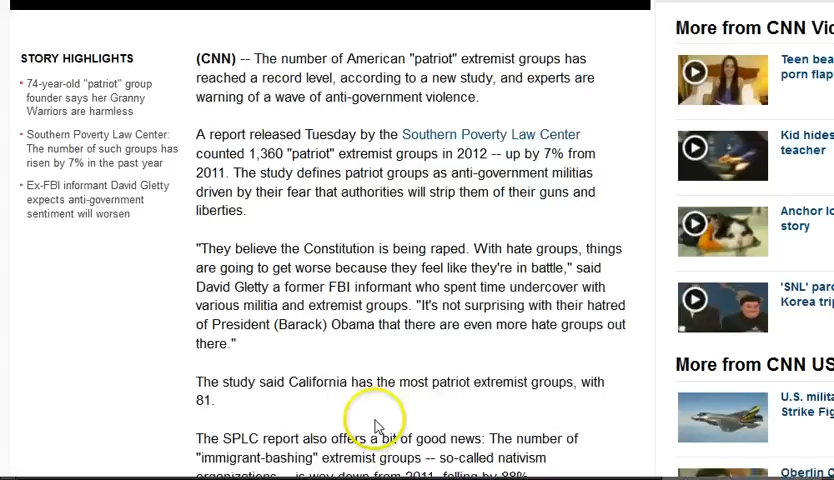 STORY HIGHLIGHTS
74-year-old "patriot" group
founder says her Granny
Warriors are harmless
Southern Poverty Law Center:
The number of such groups has
risen by 7% in the past year
Ex-FBI informant David Gletty
expects anti-government
sentiment will worsen
(CNN) -- The number of American "patriot" extremist groups has
reached a record level, according to a new study, and experts are
warning of a wave of anti-government violence.
A report released Tuesday by the Southern Poverty Law Center
counted 1,360 "patriot" extremist groups in 2012 -- up by 7% from
2011. The study defines patriot groups as anti-government militias
driven by their fear that authorities will strip them of their guns and
liberties.
"They believe the Constitution is being raped. With hate groups, things
are going to get worse because they feel like they're in battle," said
David Gletty a former FBI informant who spent time undercover with
various militia and extremist groups. "It's not surprising with their hatred
of President (Barack) Obama that there are even more hate groups out
there."
The study said California has the most patriot extremist groups, with
81.
The SPLC report also offers a bit of good news: The number of
"immigrant-bashing" extremist groups -- so-called nativism
organizations -- is way down from 2011, falling by 88%
More from CNN Vid
Teen bea
porn flap
Kid hides
teacher
Anchor lo
story
'SNL' paro
Korea trip
More from CNN US
U.S. milita
Strike Fig
Oberlin C